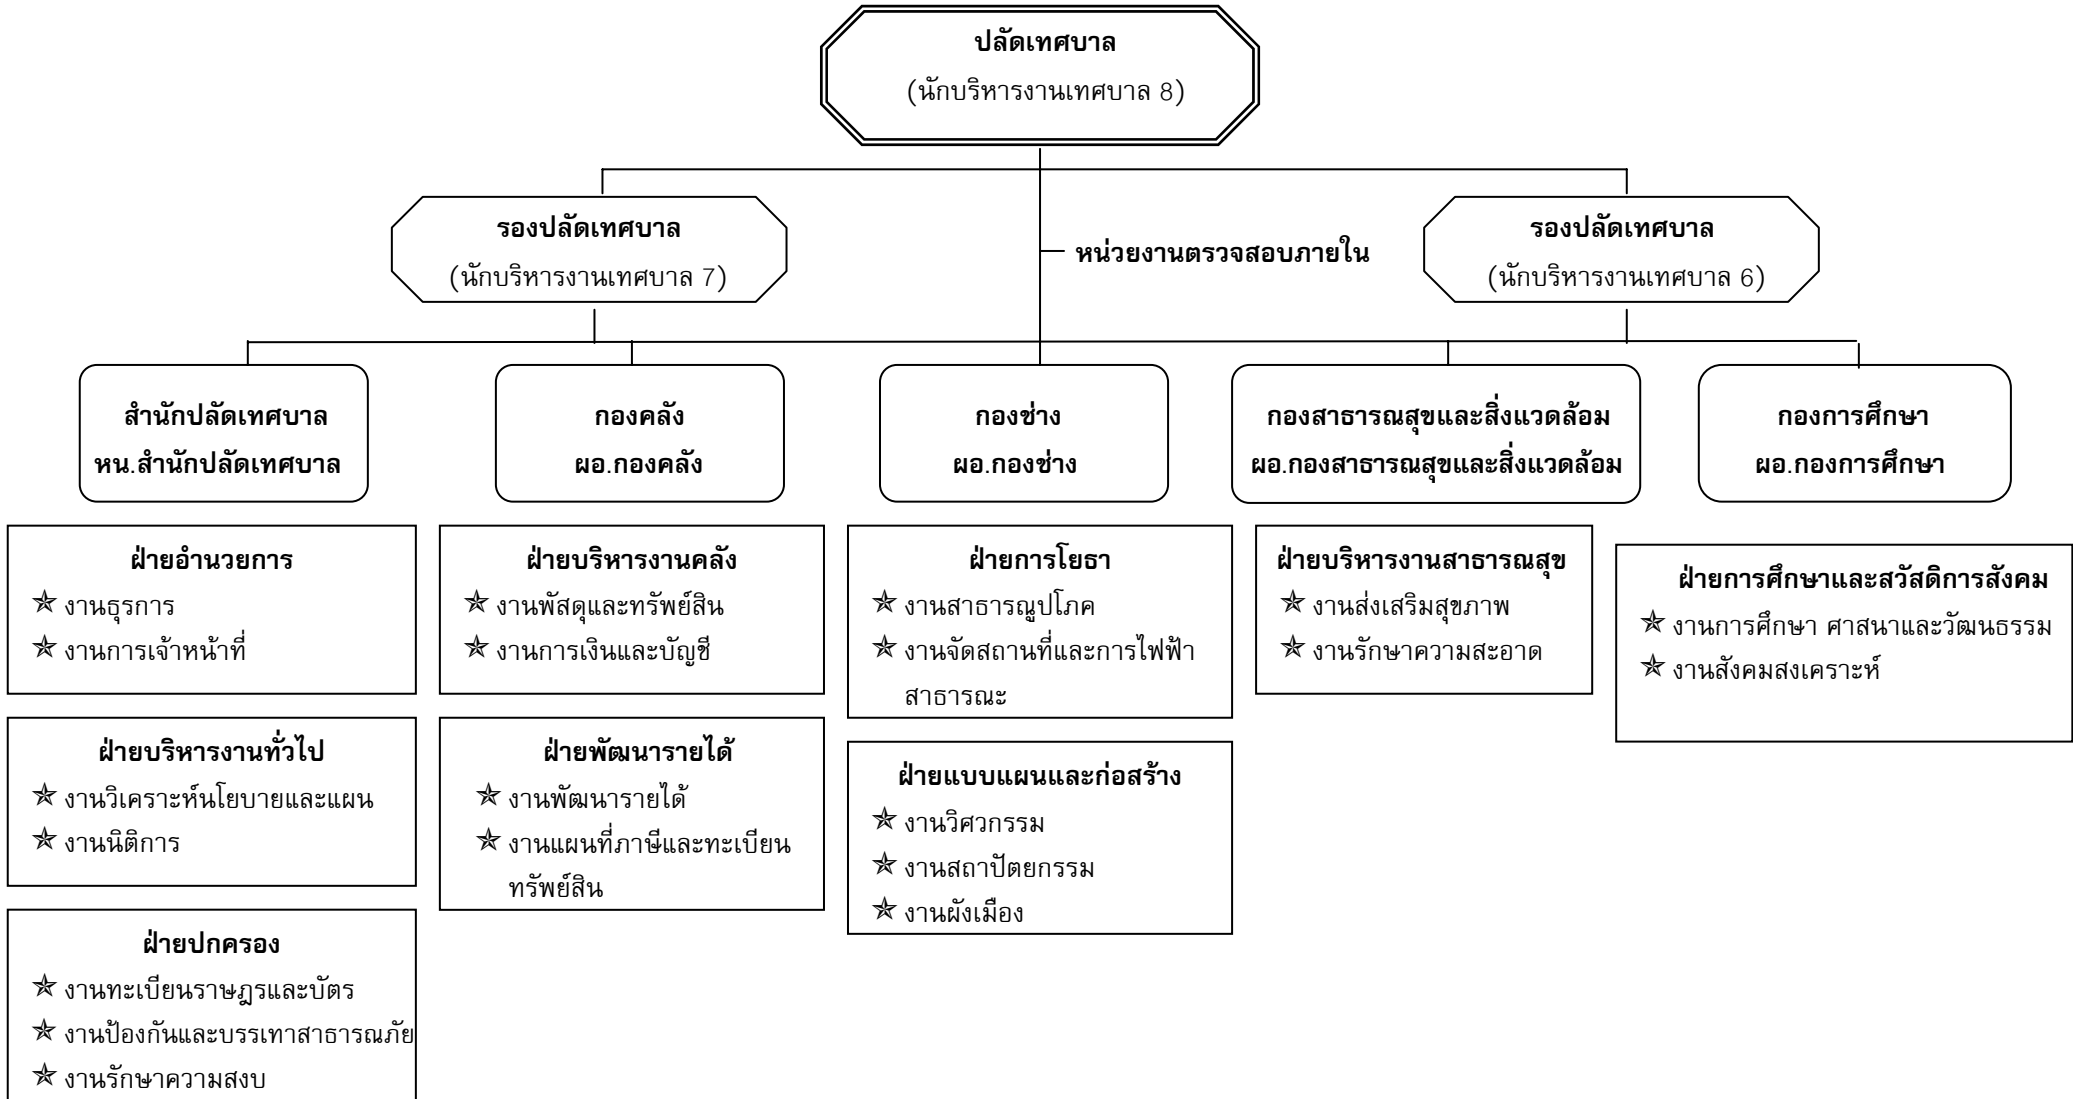 ปลัดเทศบาล
(นักบริหารงานเทศบาล 8)
รองปลัดเทศบาล
(นักบริหารงานเทศบาล 7)
หน่วยงานตรวจสอบภายใน
รองปลัดเทศบาล
(นักบริหารงานเทศบาล 6)
สำนักปลัดเทศบาล
หน.สำนักปลัดเทศบาล
กองคลัง
ผอ.กองคลัง
กองช่าง
ผอ.กองช่าง
กองสาธารณสุขและสิ่งแวดล้อม
ผอ.กองสาธารณสุขและสิ่งแวดล้อม
กองการศึกษา
ผอ.กองการศึกษา
ฝ่ายอำนวยการ
✯ งานธุรการ
✯ งานการเจ้าหน้าที่
ฝ่ายบริหารงานทั่วไป
✯ งานวิเคราะห์นโยบายและแผน
✯ งานนิติการ
ฝ่ายปกครอง
✯ งานทะเบียนราษฎรและบัตร
✯ งานป้องกันและบรรเทาสาธารณภัย
✯ งานรักษาความสงบ
ฝ่ายบริหารงานคลัง
✯ งานพัสดุและทรัพย์สิน
✯ งานการเงินและบัญชี
ฝ่ายพัฒนารายได้
✯ งานพัฒนารายได้
✯ งานแผนที่ภาษีและทะเบียน
ทรัพย์สิน
ฝ่ายการโยธา
✯ งานสาธารณูปโภค
✯ งานจัดสถานที่และการไฟฟ้า
สาธารณะ
ฝ่ายแบบแผนและก่อสร้าง
✯ งานวิศวกรรม
✯ งานสถาปัตยกรรม
✯ งานผังเมือง
ฝ่ายบริหารงานสาธารณสุข
✯ งานส่งเสริมสุขภาพ
✯ งานรักษาความสะอาด
ฝ่ายการศึกษาและสวัสดิการสังคม
✯ งานการศึกษา ศาสนาและวัฒนธรรม
✯ งานสังคมสงเคราะห์